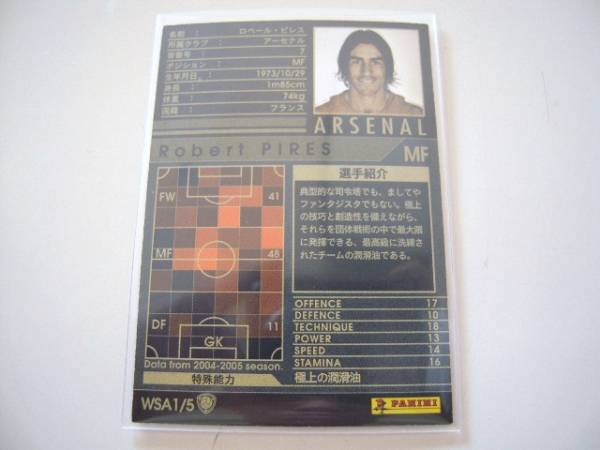 名前 : ロベール・ピレス
所属クラブ : アーセナル
背番号 : 7
ポジション : MF
生年月日 : 1973/10/29
身長 : 1m85cm
体重 : 74kg
国籍 : フランス
ARSENAL
Robert PIRES MF
選手紹介
典型的な司令塔でも、ましてや
ファンタジスタでもない。極上
の技巧と創造性を備えながら、
それらを団体戦術の中で最大限
に発揮できる、最高級に洗練さ
れたチームの潤滑油である。
FW 41
MF 48
DF 11
GK
Data from 2004-2005 season.
OFFENCE 17
DEFENCE 10
TECHNIQUE 18
POWER 13
SPEED 14
STAMINA 16
特殊能力 極上の潤滑油
WSA1/5
PANINI